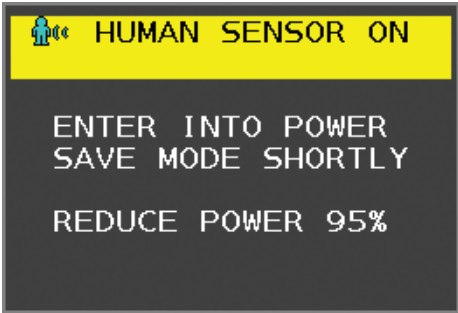 HUMAN SENSOR ON
ENTER INTO POWER
SAVE MODE SHORTLY
REDUCE POWER 95%